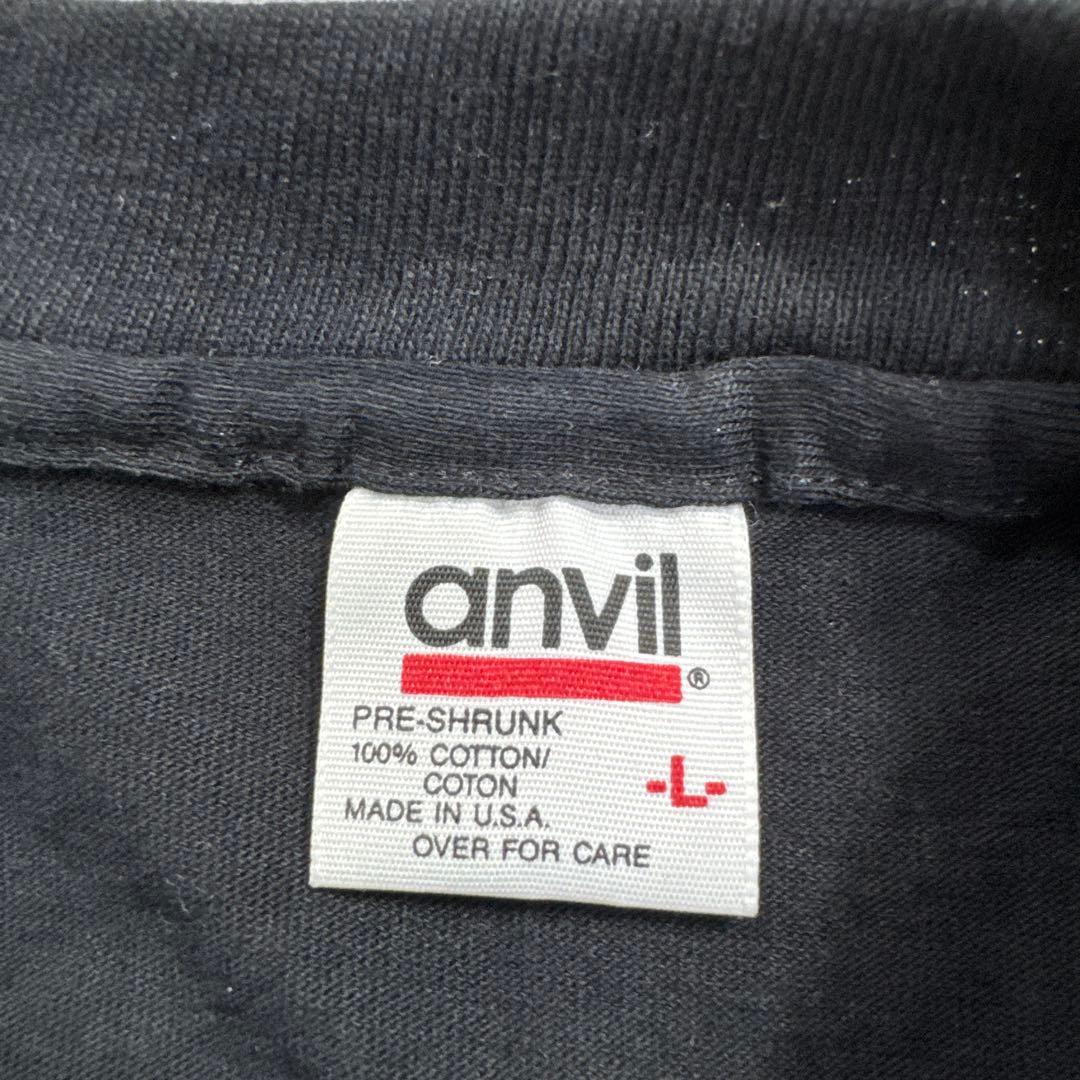 anvil®
PRE-SHRUNK
100% COTTON/
COTON
-L-
MADE IN U.S.A.
OVER FOR CARE